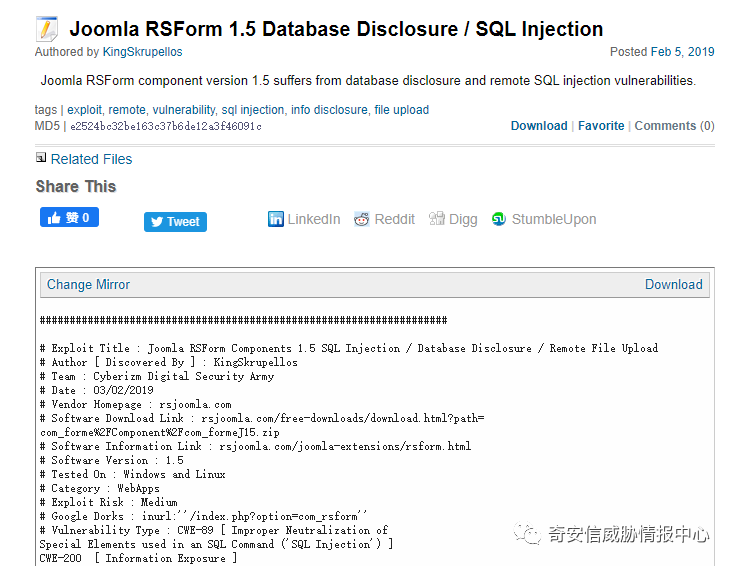 Joomla RSForm 1.5 Database Disclosure / SQL Injection
Authored by KingSkrupellos Posted Feb 5, 2019
Joomla RSForm component version 1.5 suffers from database disclosure and remote SQL injection vulnerabilities.
tags | exploit, remote, vulnerability, sql injection, info disclosure, file upload
MD5 | e2524bc32be163c37b6de12a3f46091c Download | Favorite | Comments (0)
Related Files
Share This
赞 0 Tweet LinkedIn Reddit Digg StumbleUpon
Change Mirror Download
####################################################################
# Exploit Title : Joomla RSForm Components 1.5 SQL Injection / Database Disclosure / Remote File Upload
# Author [ Discovered By ] : KingSkrupellos
# Team : Cyberizm Digital Security Army
# Date : 03/02/2019
# Vendor Homepage : rsjoomla.com
# Software Download Link : rsjoomla.com/free-downloads/download.html?path=
com_forme%2FComponent%2Fcom_formeJ15.zip
# Software Information Link : rsjoomla.com/joomla-extensions/rsform.html
# Software Version : 1.5
# Tested On : Windows and Linux
# Category : WebApps
# Exploit Risk : Medium
# Google Dorks : inurl:''/index.php?option=com_rsform''
# Vulnerability Type : CWE-89 [ Improper Neutralization of
Special Elements used in an SQL Command ('SQL Injection') ]
CWE-200 [ Information Exposure ]
奇安信威胁情报中心